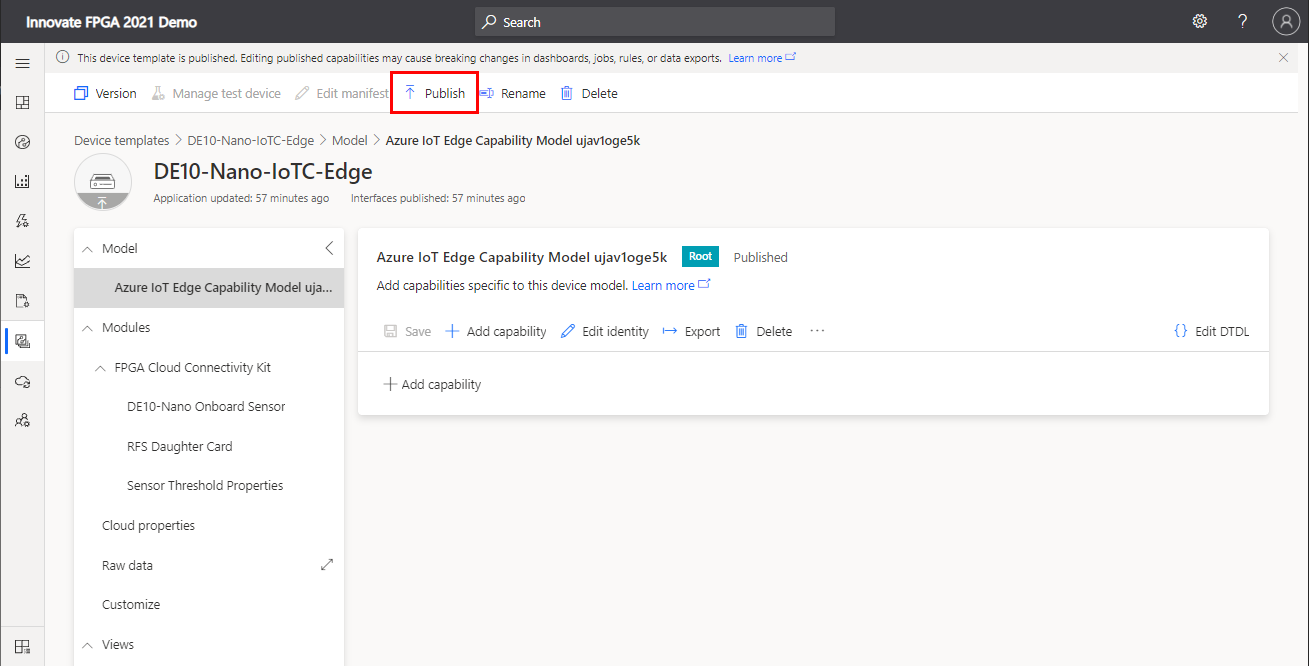 Innovate FPGA 2021 Demo
Search
This device template is published. Editing published capabilities may cause breaking changes in dashboards, jobs, rules, or data exports. Learn more
Version Manage test device Edit manifest Publish Rename Delete
Device templates > DE10-Nano-IoTC-Edge > Model > Azure IoT Edge Capability Model ujav1oge5k
DE10-Nano-IoTC-Edge
Application updated: 57 minutes ago Interfaces published: 57 minutes ago
Model
Azure IoT Edge Capability Model uja...
Modules
FPGA Cloud Connectivity Kit
DE10-Nano Onboard Sensor
RFS Daughter Card
Sensor Threshold Properties
Cloud properties
Raw data
Customize
Views
Azure IoT Edge Capability Model ujav1oge5k Root Published
Add capabilities specific to this device model. Learn more
Save Add capability Edit identity Export Delete ... {} Edit DTDL
Add capability